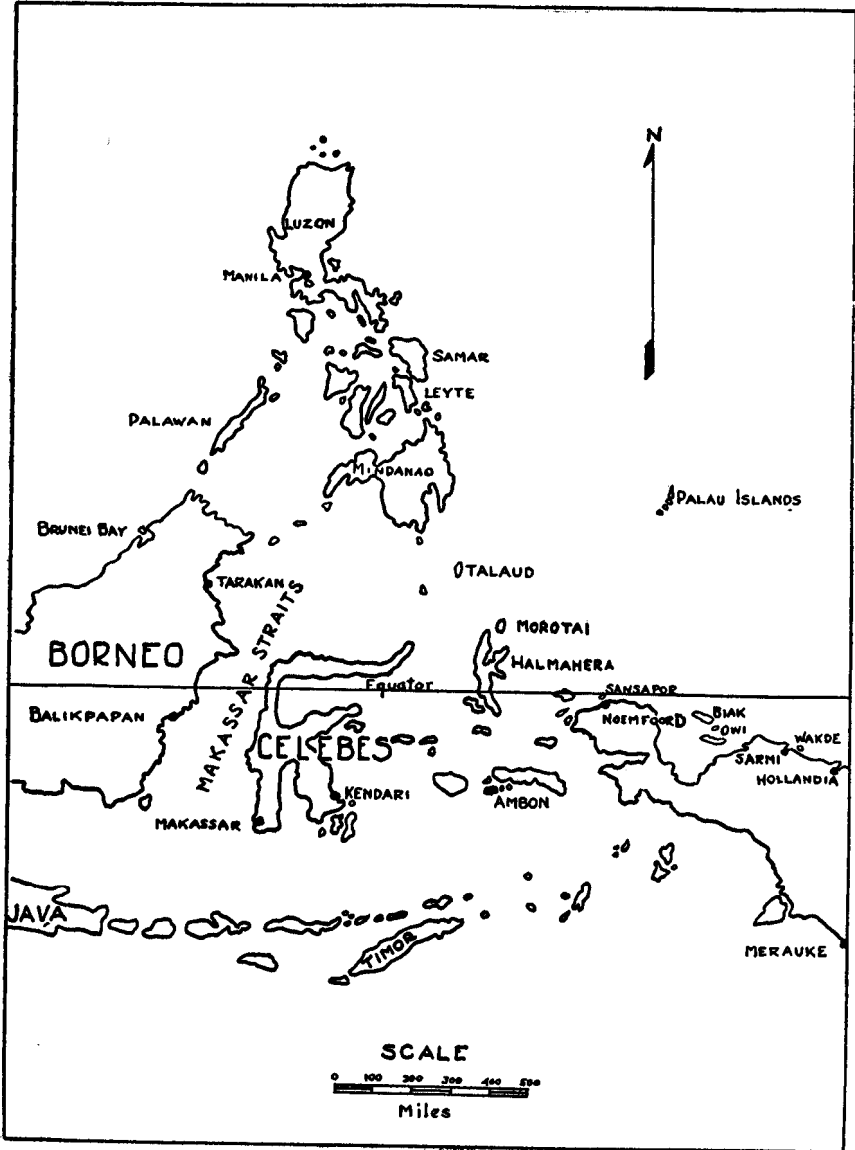 N
LUZON
MANILA
SAMAR
LEYTE
PALAWAN
MINDANAO
PALAU ISLANDS
BRUNEI BAY
TALAUD
TARAKAN
MAKASSAR STRAITS
MOROTAI
BORNEO
HALMAHERA
Equator
SANSAPOR
BALIKPAPAN
NOEMFOORD
BIAK
OWI
CELEBES
WAKDE
SARMI
HOLLANDIA
KENDARI
AMBON
MAKASSAR
JAVA
TIMOR
MERAUKE
SCALE
0 100 200 300 400 500
Miles